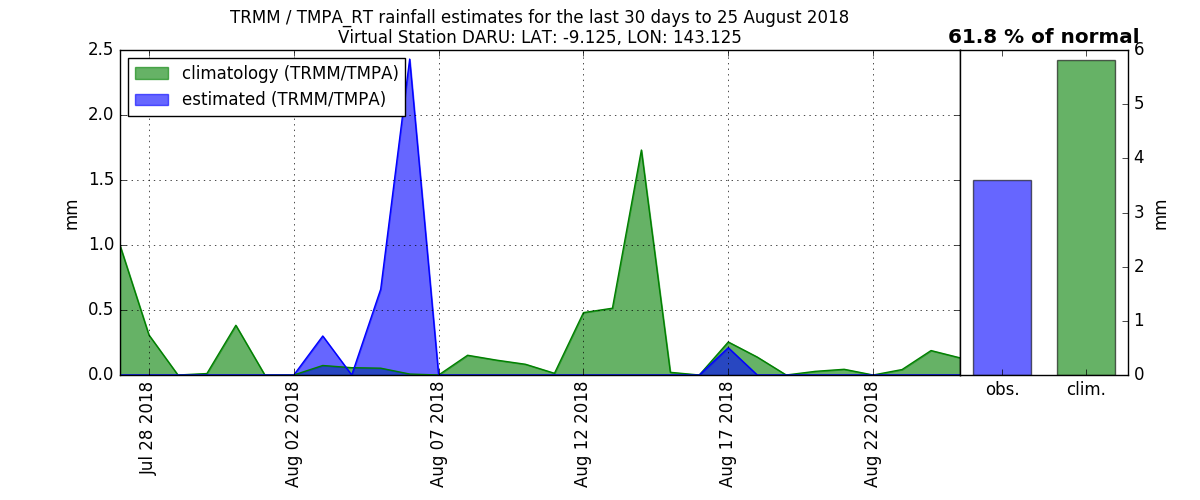 TRMM / TMPA_RT rainfall estimates for the last 30 days to 25 August 2018
Virtual Station DARU: LAT: -9.125, LON: 143.125
61.8 % of normal
climatology (TRMM/TMPA)
estimated (TRMM/TMPA)
2.5
2.0
1.5
1.0
0.5
0.0
mm
Jul 28 2018
Aug 02 2018
Aug 07 2018
Aug 12 2018
Aug 17 2018
Aug 22 2018
obs.
clim.
6
5
4
3
2
1
0
mm